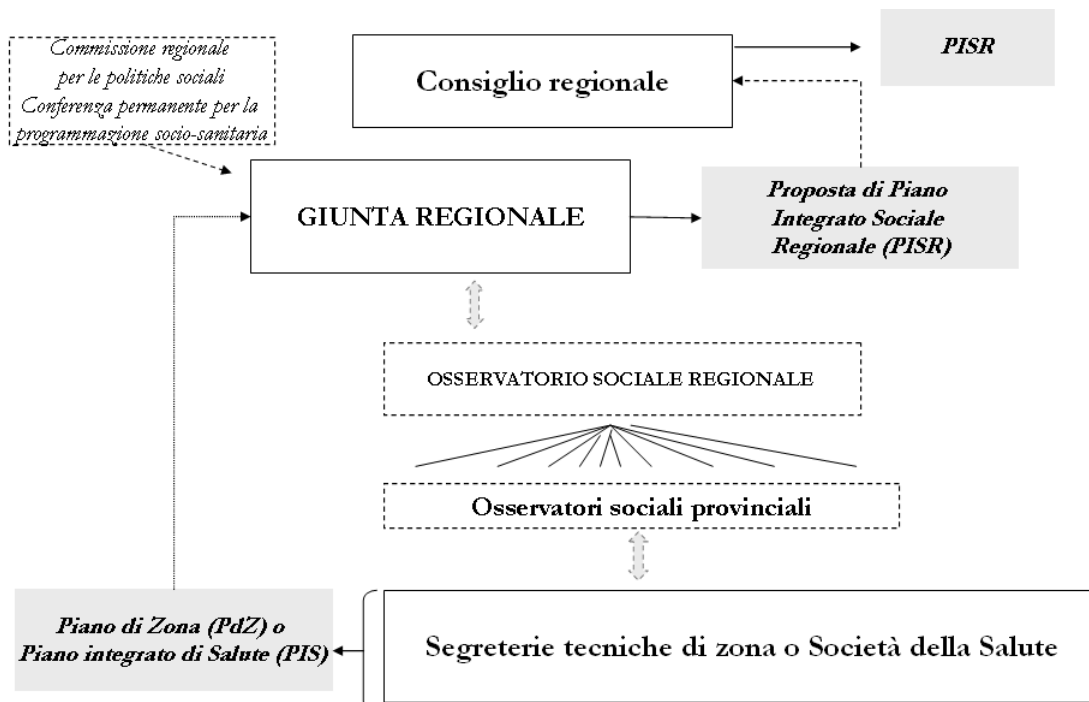 Commissione regionale
per le politiche sociali
Conferenza permanente per la
programmazione socio-sanitaria
Consiglio regionale
PISR
GIUNTA REGIONALE
Proposta di Piano
Integrato Sociale
Regionale (PISR)
OSSERVATORIO SOCIALE REGIONALE
Osservatori sociali provinciali
Piano di Zona (PdZ) o
Piano integrato di Salute (PIS)
Segreterie tecniche di zona o Società della Salute